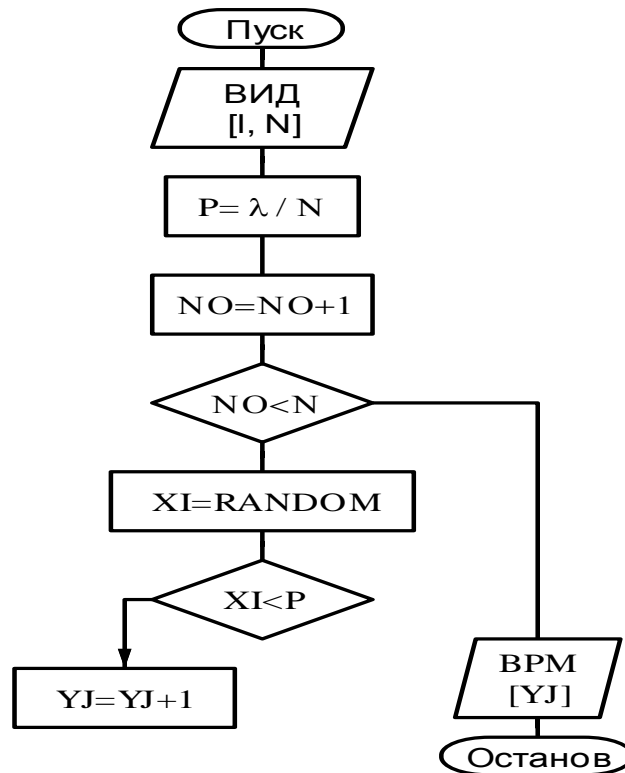 Пуск
ВИД
[I, N]
P= λ / N
NO=NO+1
NO<N
XI=RANDOM
XI<P
YJ=YJ+1
ВРМ
[YJ]
Останов